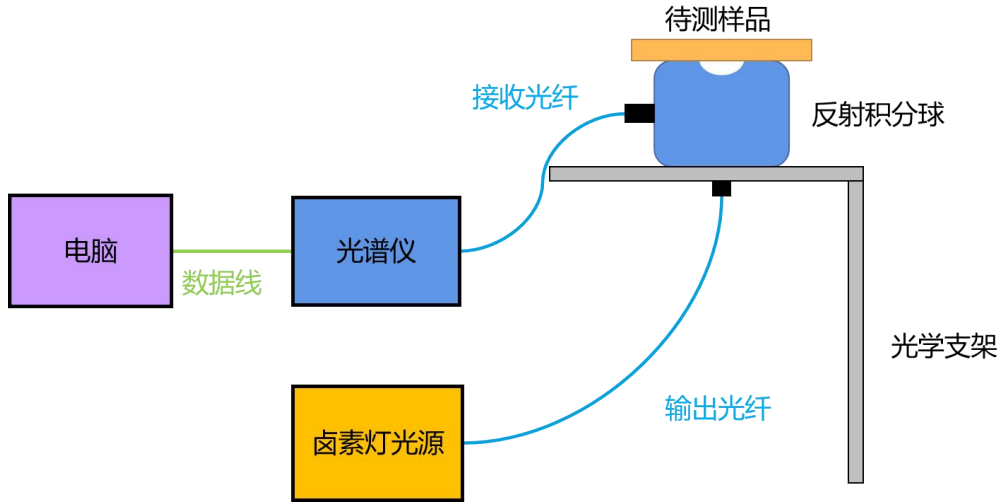 待测样品
接收光纤
反射积分球
电脑
光谱仪
数据线
光学支架
输出光纤
卤素灯光源